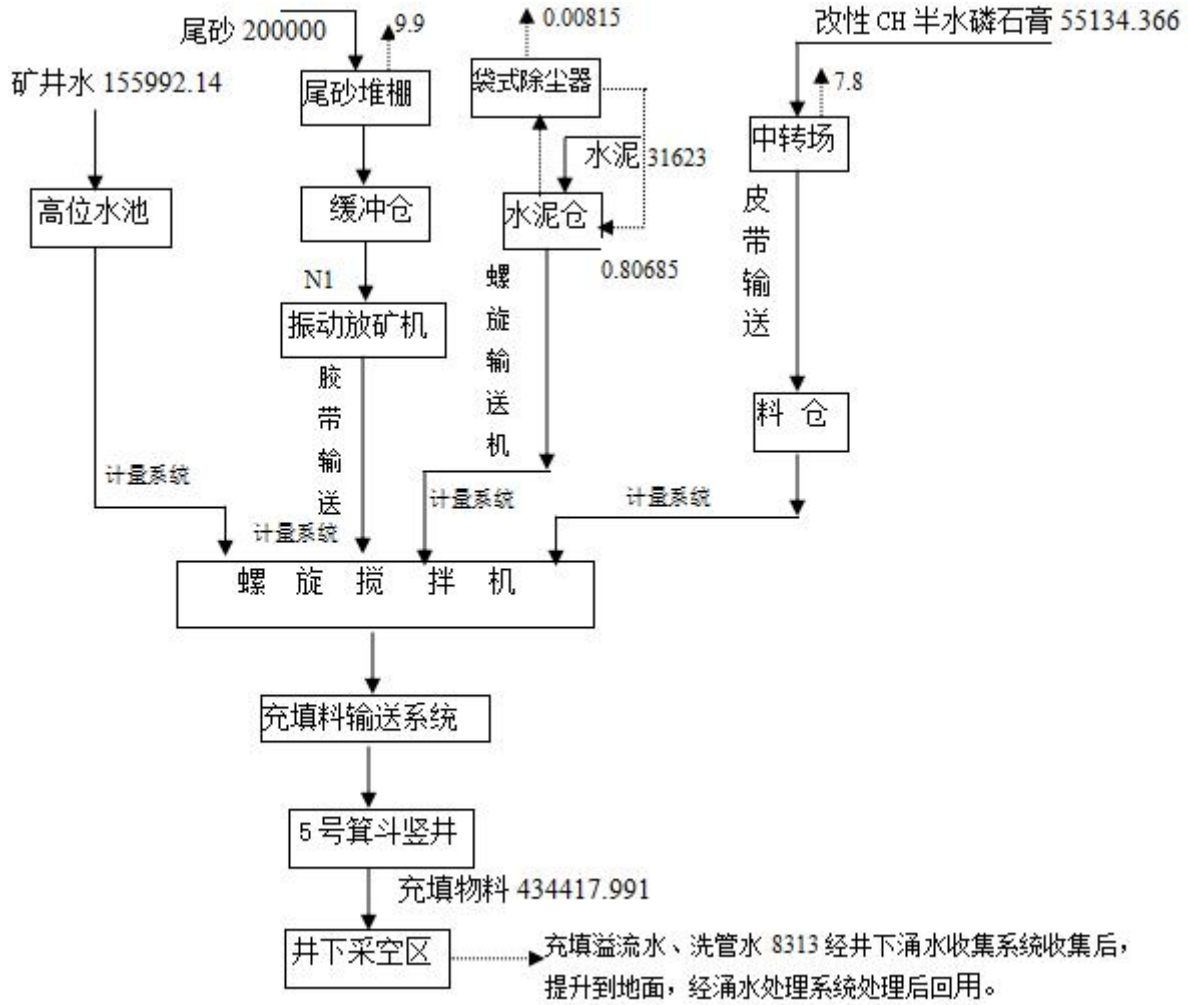 尾砂 200000
9.9
0.00815
改性 CH 半水磷石膏 55134.366
矿井水 155992.14
尾砂堆棚
袋式除尘器
7.8
中转场
水泥 31623
高位水池
缓冲仓
水泥仓
皮带输送
0.80685
N1
螺旋输送机
振动放矿机
胶带输送
料 仓
计量系统
计量系统
计量系统
计量系统
螺 旋 搅 拌 机
充填料输送系统
5 号箕斗竖井
充填物料 434417.991
井下采空区
充填溢流水、洗管水 8313 经井下涌水收集系统收集后，
提升到地面，经涌水处理系统处理后回用。